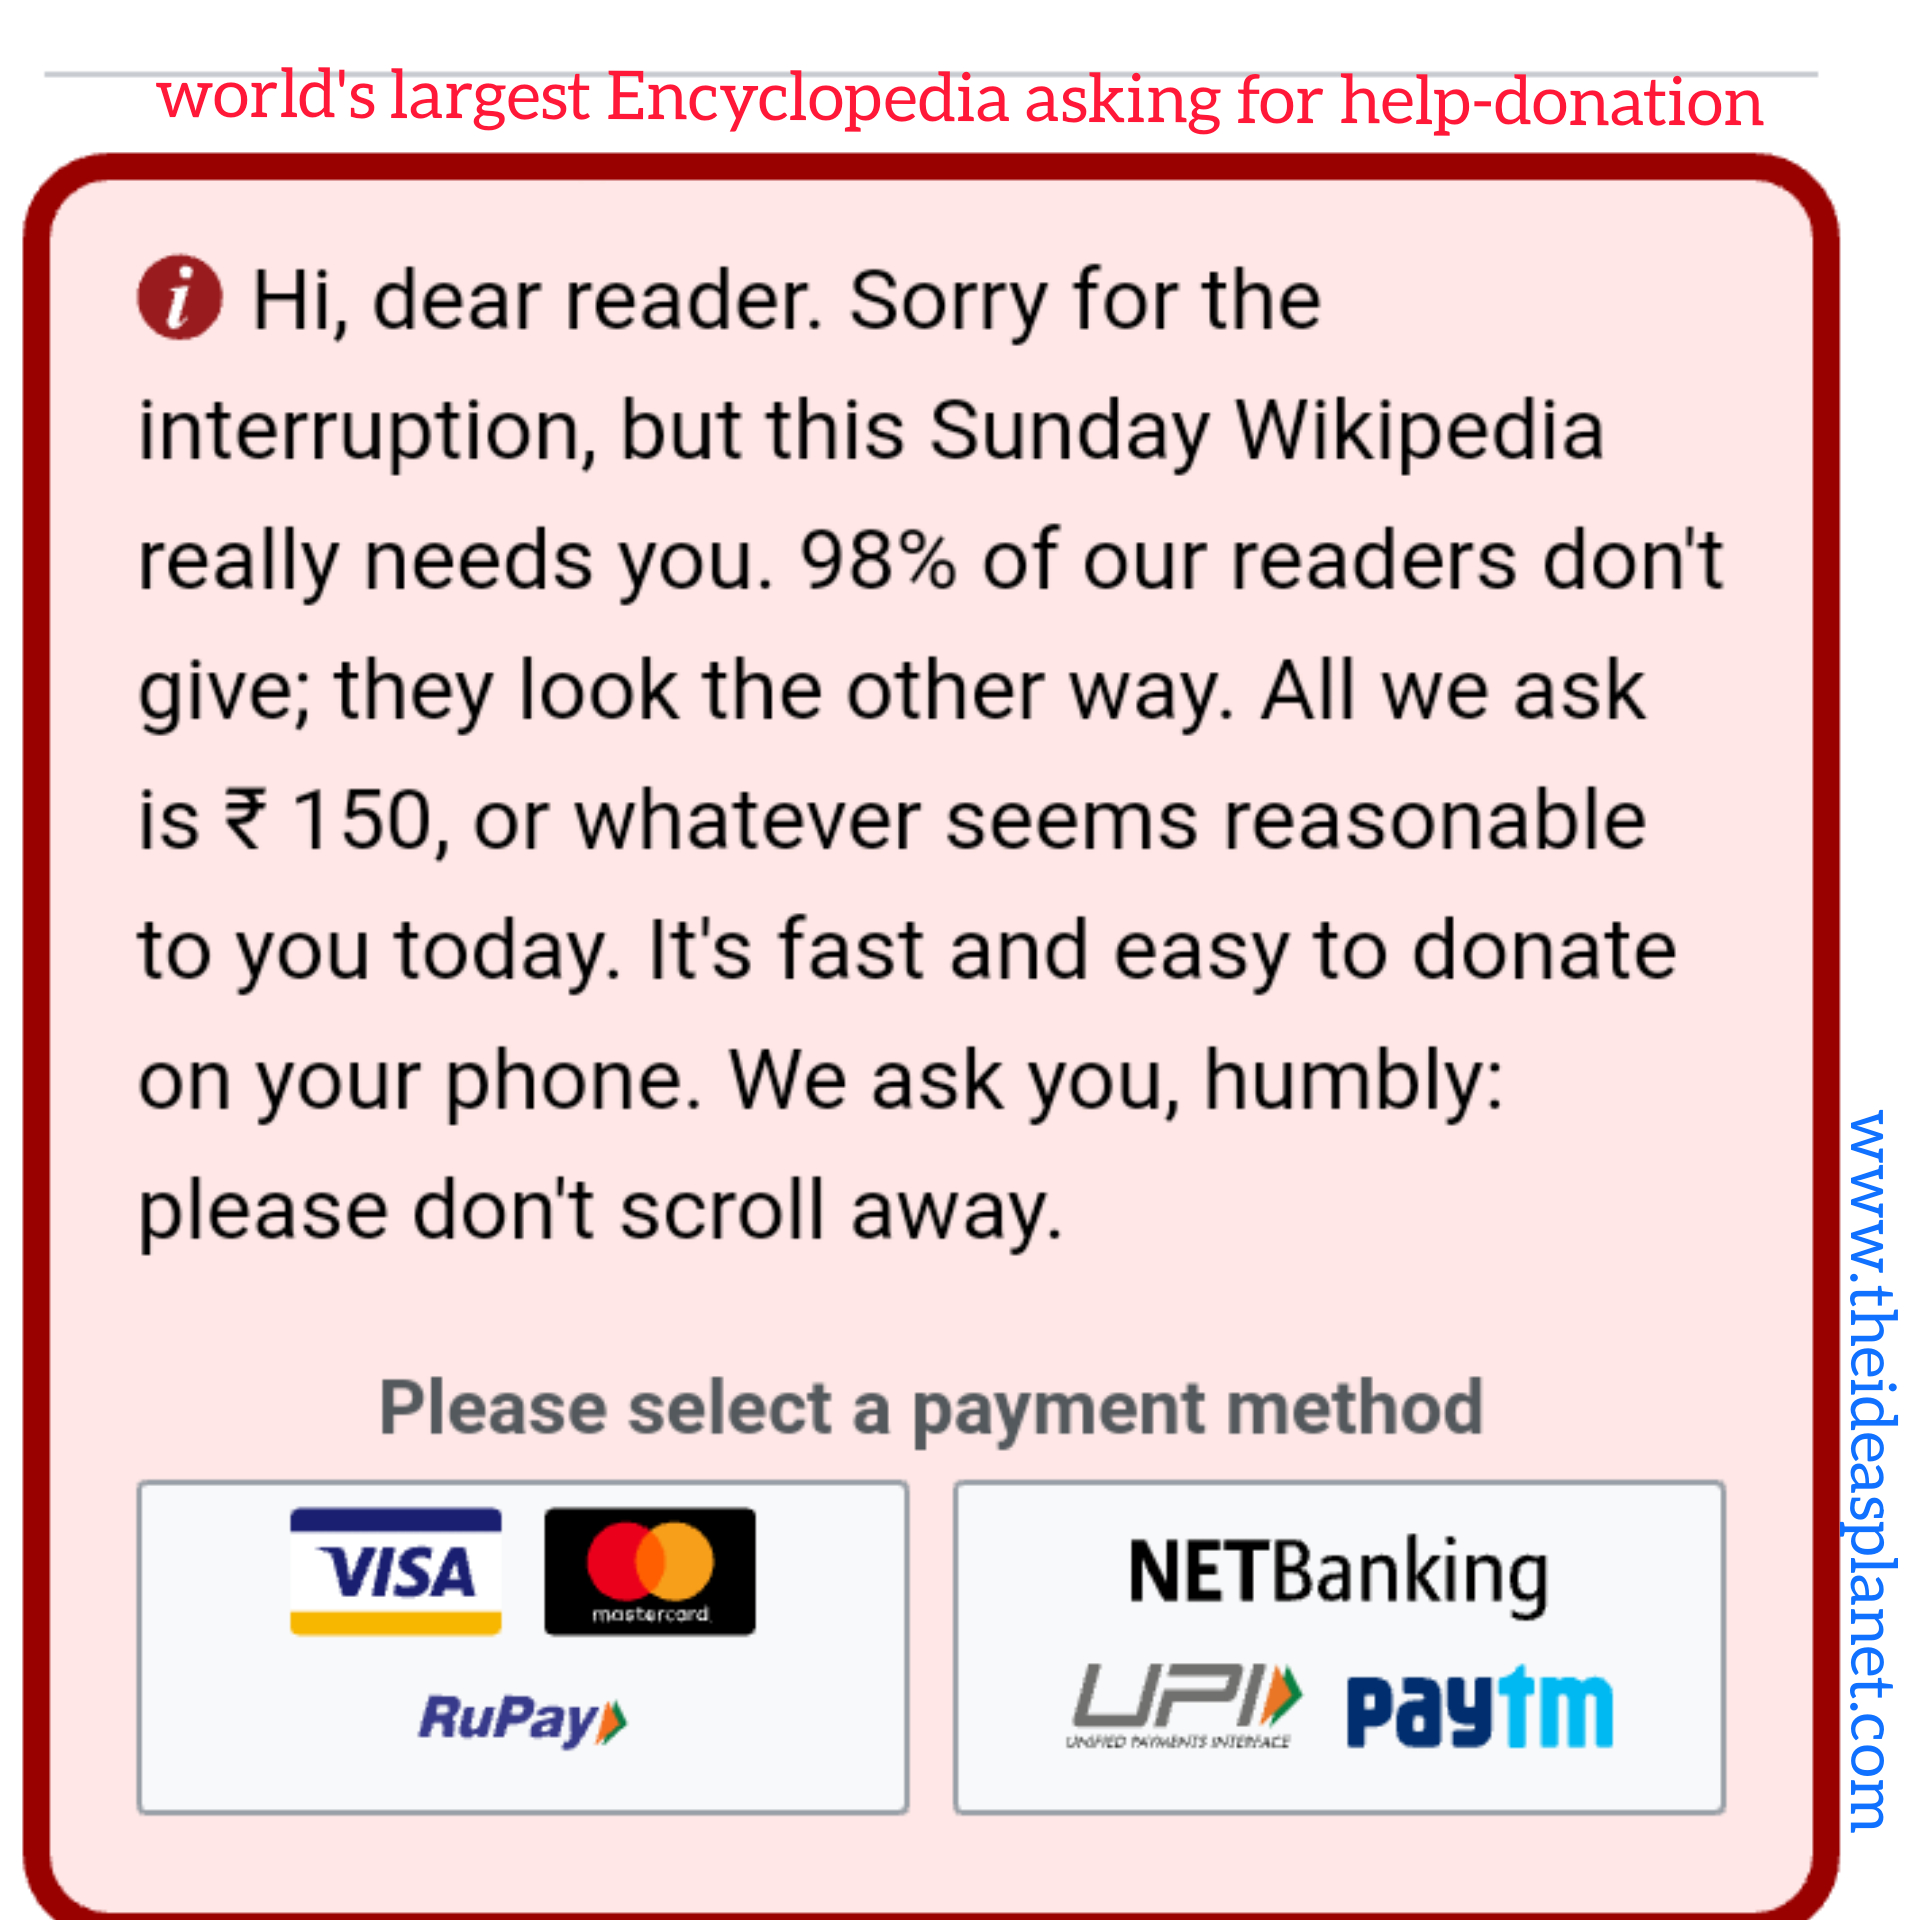 world's largest Encyclopedia asking for help-donation
i Hi, dear reader. Sorry for the
interruption, but this Sunday Wikipedia
really needs you. 98% of our readers don't
give; they look the other way. All we ask
is ₹ 150, or whatever seems reasonable
to you today. It's fast and easy to donate
on your phone. We ask you, humbly:
please don't scroll away.
Please select a payment method
VISA mastercard
RuPay
NETBanking
UPI paytm
UNIFIED PAYMENTS INTERFACE
www.theideasplanet.com